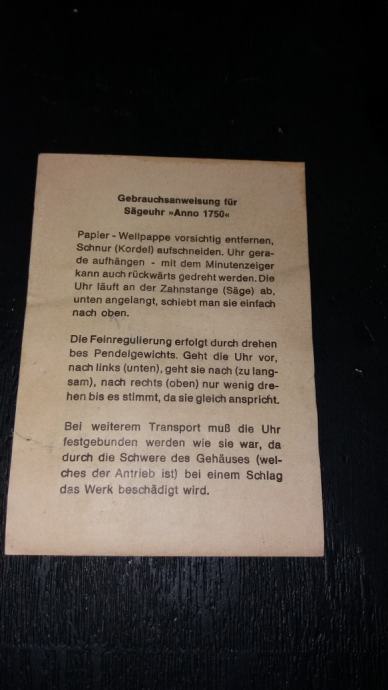 Gebrauchsanweisung für
Sägeuhr »Anno 1750«
Papier - Wellpappe vorsichtig entfernen,
Schnur (Kordel) aufschneiden. Uhr gera-
de aufhängen - mit dem Minutenzeiger
kann auch rückwärts gedreht werden. Die
Uhr läuft an der Zahnstange (Säge) ab,
unten angelangt, schiebt man sie einfach
nach oben.
Die Feinregulierung erfolgt durch drehen
des Pendelgewichts. Geht die Uhr vor,
nach links (unten), geht sie nach (zu lang-
sam), nach rechts (oben) nur wenig dre-
hen bis es stimmt, da sie gleich anspricht.
Bei weiterem Transport muß die Uhr
festgebunden werden wie sie war, da
durch die Schwere des Gehäuses (wel-
ches der Antrieb ist) bei einem Schlag
das Werk beschädigt wird.